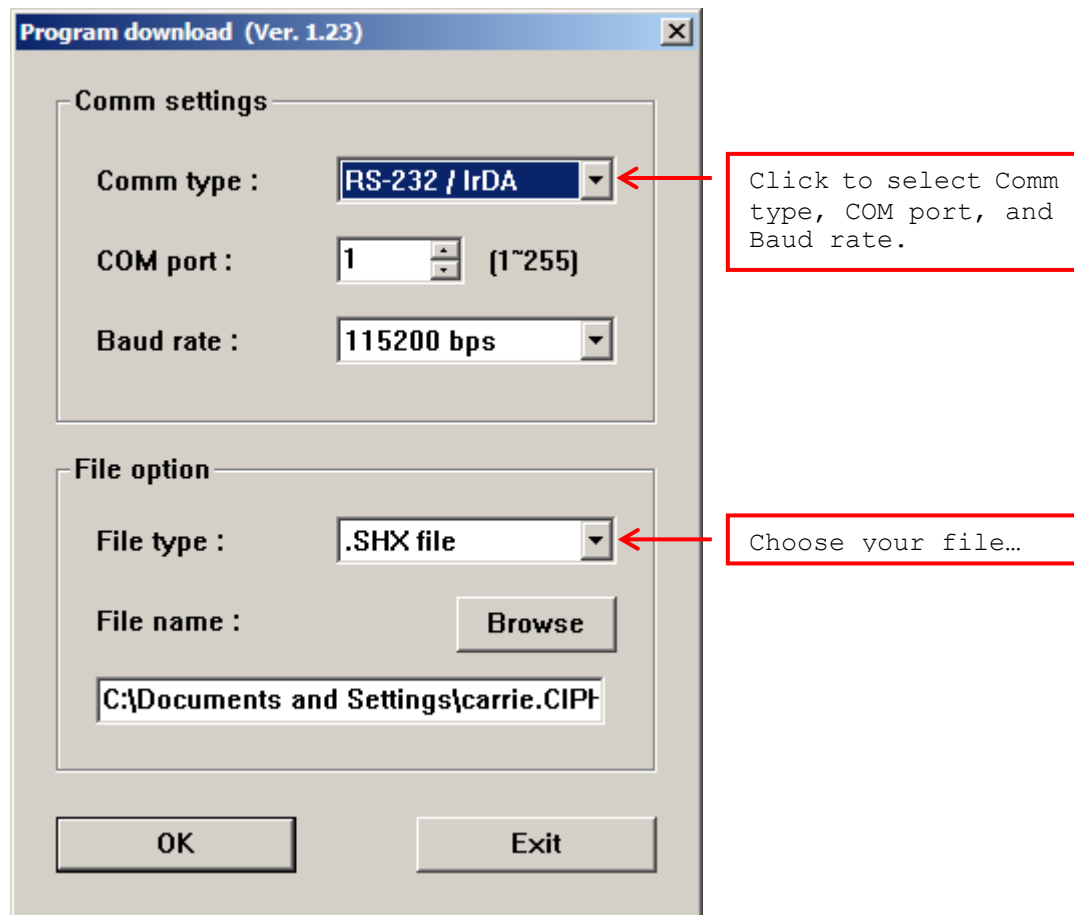 Program download (Ver. 1.23)
Comm settings
Comm type : RS-232 / IrDA
Click to select Comm
type, COM port, and
Baud rate.
COM port : 1 (1~255)
Baud rate : 115200 bps
File option
File type : .SHX file
Choose your file…
File name : Browse
C:\Documents and Settings\carrie.CIPH
OK Exit